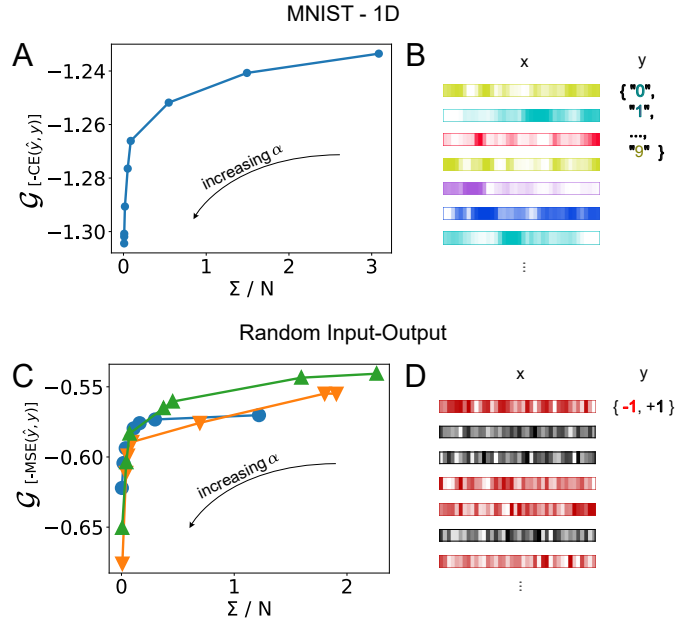 MNIST - 1D
A
−1.24
−1.26
−1.28
−1.30
𝒢 [-CE(ŷ, y)]
increasing α
0
1
2
3
Σ / N
B
x
y
{ "0",
"1",
...,
"9" }
...
Random Input-Output
C
−0.55
−0.60
−0.65
𝒢 [-MSE(ŷ, y)]
increasing α
0
1
2
Σ / N
D
x
y
{ -1, +1 }
...